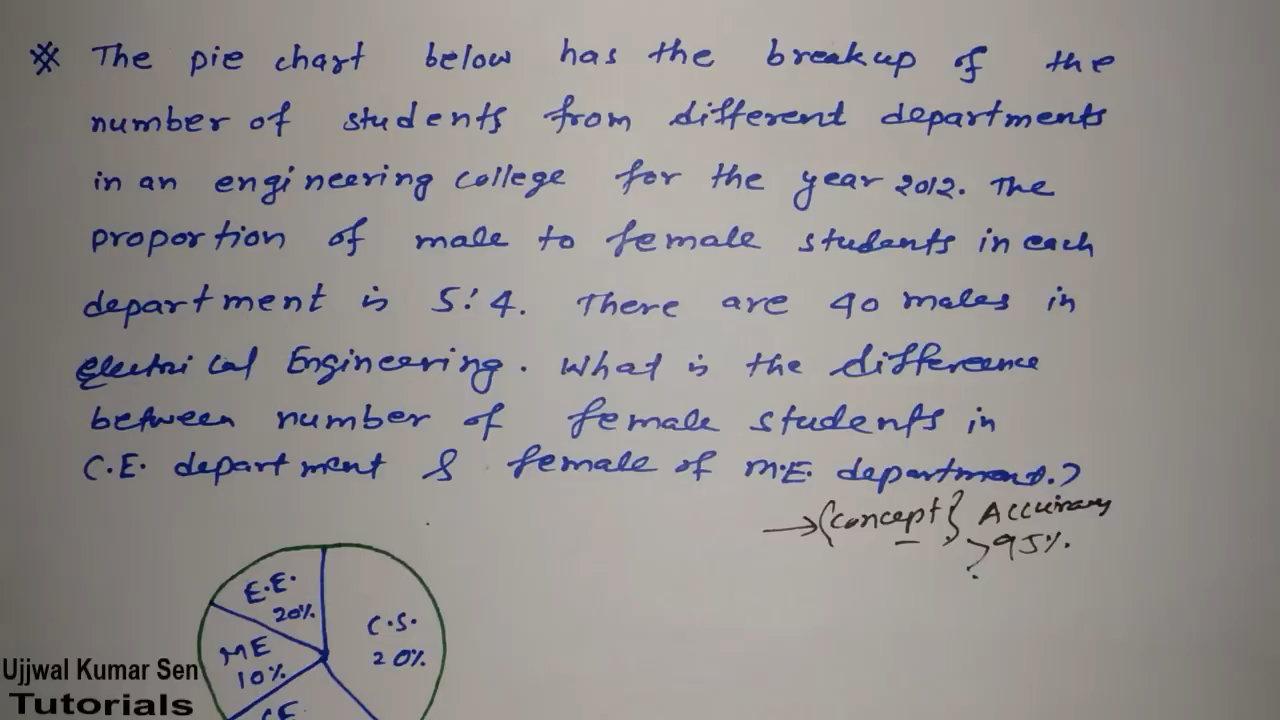 ※ The pie chart below has the breakup of the
number of students from different departments
in an engineering college for the year 2012. The
proportion of male to female students in each
department is 5:4. There are 40 males in
Electrical Engineering. What is the difference
between number of female students in
C.E. department & female of M.E. department.?
→ {concept} Accuracy
> 95%.
E.E.
20%
C.S.
20%
ME
10%
CE
Ujjwal Kumar Sen
Tutorials